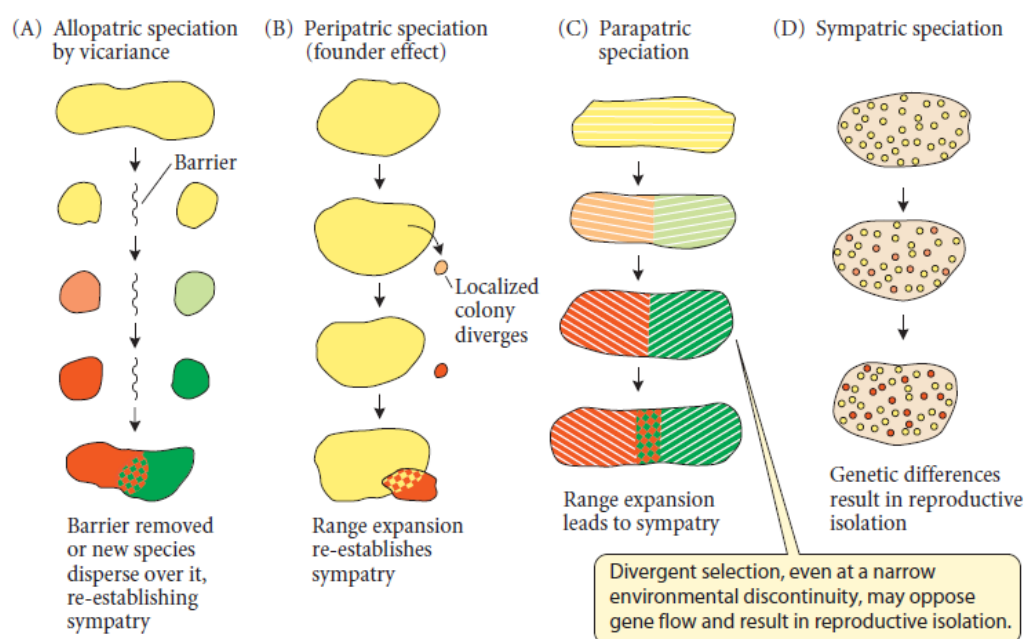 (A) Allopatric speciation
by vicariance
(B) Peripatric speciation
(founder effect)
(C) Parapatric
speciation
(D) Sympatric speciation
Barrier
Localized
colony
diverges
Barrier removed
or new species
disperse over it,
re-establishing
sympatry
Range expansion
re-establishes
sympatry
Range expansion
leads to sympatry
Genetic differences
result in reproductive
isolation
Divergent selection, even at a narrow
environmental discontinuity, may oppose
gene flow and result in reproductive isolation.